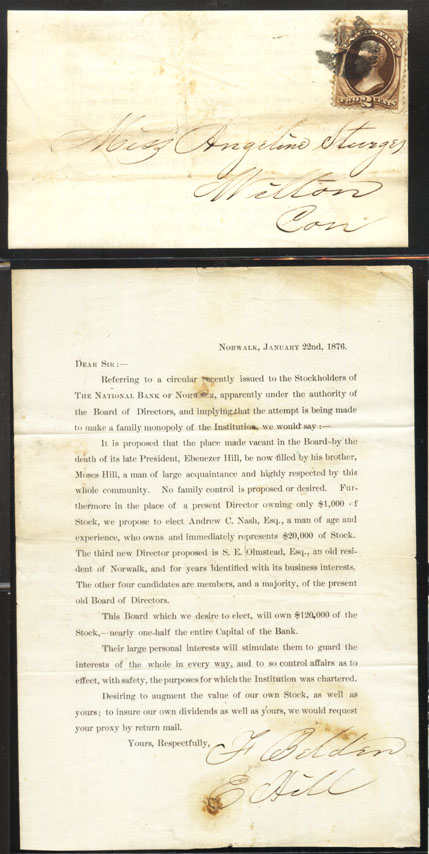 U.S. POSTAGE
TWO CENTS
2
Miss Angeline Sturges
Wilton
Con
NORWALK, JANUARY 22nd, 1876.
DEAR SIR:—
Referring to a circular recently issued to the Stockholders of
THE NATIONAL BANK OF NORWALK, apparently under the authority of
the Board of Directors, and implying that the attempt is being made
to make a family monopoly of the Institution, we would say:—
It is proposed that the place made vacant in the Board by the
death of its late President, Ebenezer Hill, be now filled by his brother,
Moses Hill, a man of large acquaintance and highly respected by this
whole community. No family control is proposed or desired. Fur-
thermore in the place of a present Director owning only $1,000 of
Stock, we propose to elect Andrew C. Nash, Esq., a man of age and
experience, who owns and immediately represents $20,000 of Stock.
The third new Director proposed is S. E. Olmstead, Esq., an old resi-
dent of Norwalk, and for years identified with its business interests.
The other four candidates are members, and a majority, of the present
old Board of Directors.
This Board which we desire to elect, will own $120,000 of the
Stock,—nearly one-half the entire Capital of the Bank.
Their large personal interests will stimulate them to guard the
interests of the whole in every way, and to so control affairs as to
effect, with safety, the purposes for which the Institution was chartered.
Desiring to augment the value of our own Stock, as well as
yours; to insure our own dividends as well as yours, we would request
your proxy by return mail.
Yours, Respectfully,
F Belden
E Hill